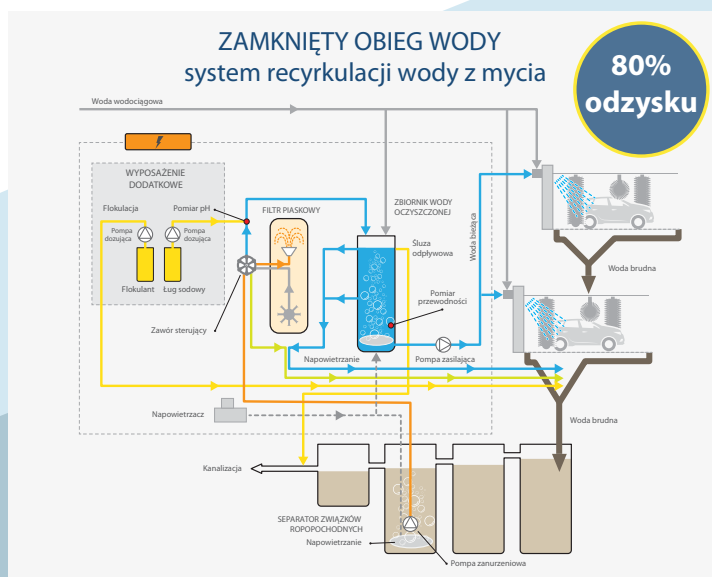 ZAMKNIĘTY OBIEG WODY
system recyrkulacji wody z mycia
80%
odzysku
Woda wodociągowa
WYPOSAŻENIE
DODATKOWE
Flokulacja
Pomiar pH
Pompa
dozująca
Pompa
dozująca
Flokulant
Ług sodowy
Zawór sterujący
FILTR PIASKOWY
ZBIORNIK WODY
OCZYSZCZONEJ
Śluza
odpływowa
Woda bieżąca
Pomiar
przewodności
Napowietrzanie
Pompa zasilająca
Woda brudna
Woda brudna
Napowietrzacz
Kanalizacja
SEPARATOR ZWIĄZKÓW
ROPOPOCHODNYCH
Napowietrzanie
Pompa zanurzeniowa